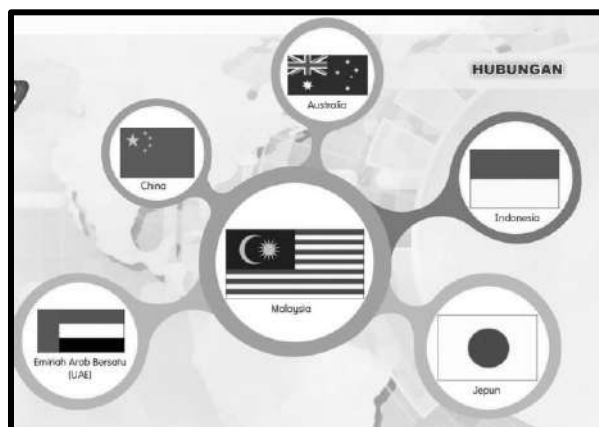 HUBUNGAN
Australia
China
Indonesia
Malaysia
Emiriah Arab Bersatu
(UAE)
Jepun